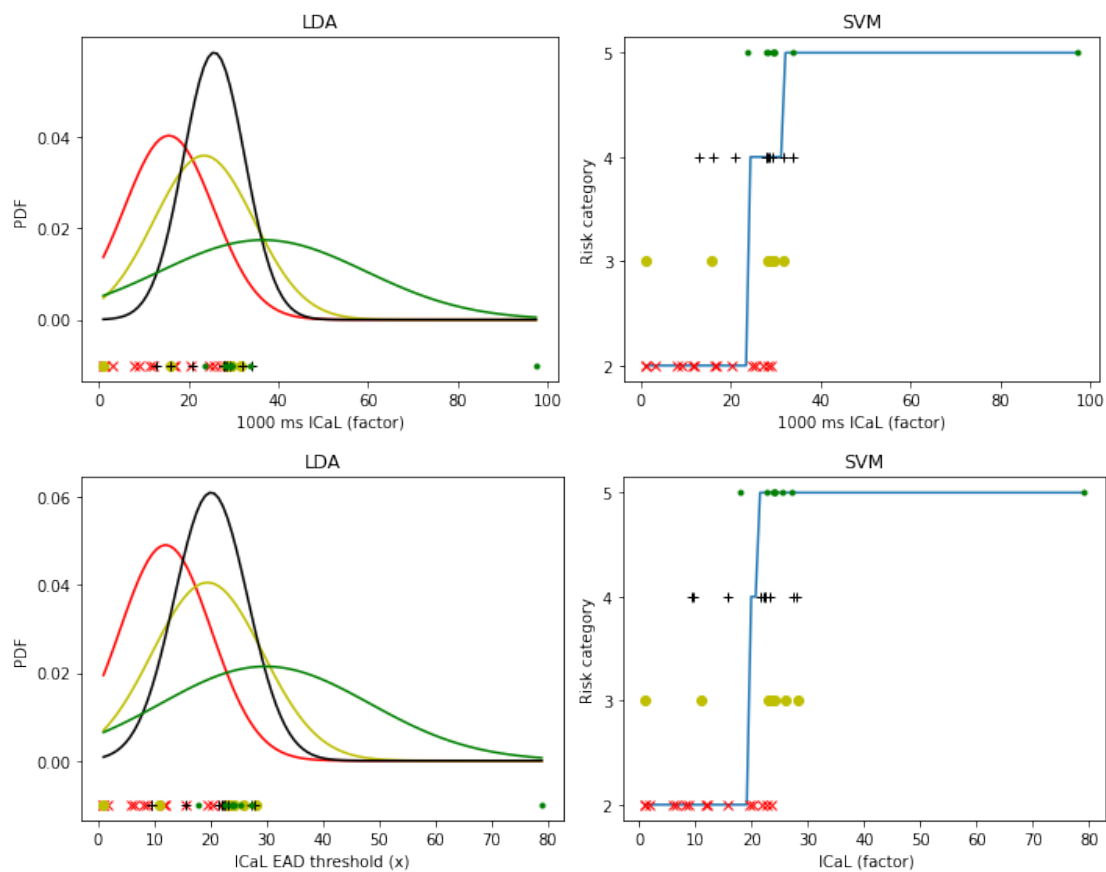 LDA
PDF
0.04
0.02
0.00
0 20 40 60 80 100
1000 ms ICaL (factor)
SVM
Risk category
5
4
3
2
0 20 40 60 80 100
1000 ms ICaL (factor)
LDA
PDF
0.06
0.04
0.02
0.00
0 10 20 30 40 50 60 70 80
ICaL EAD threshold (x)
SVM
Risk category
5
4
3
2
0 10 20 30 40 50 60 70 80
ICaL (factor)